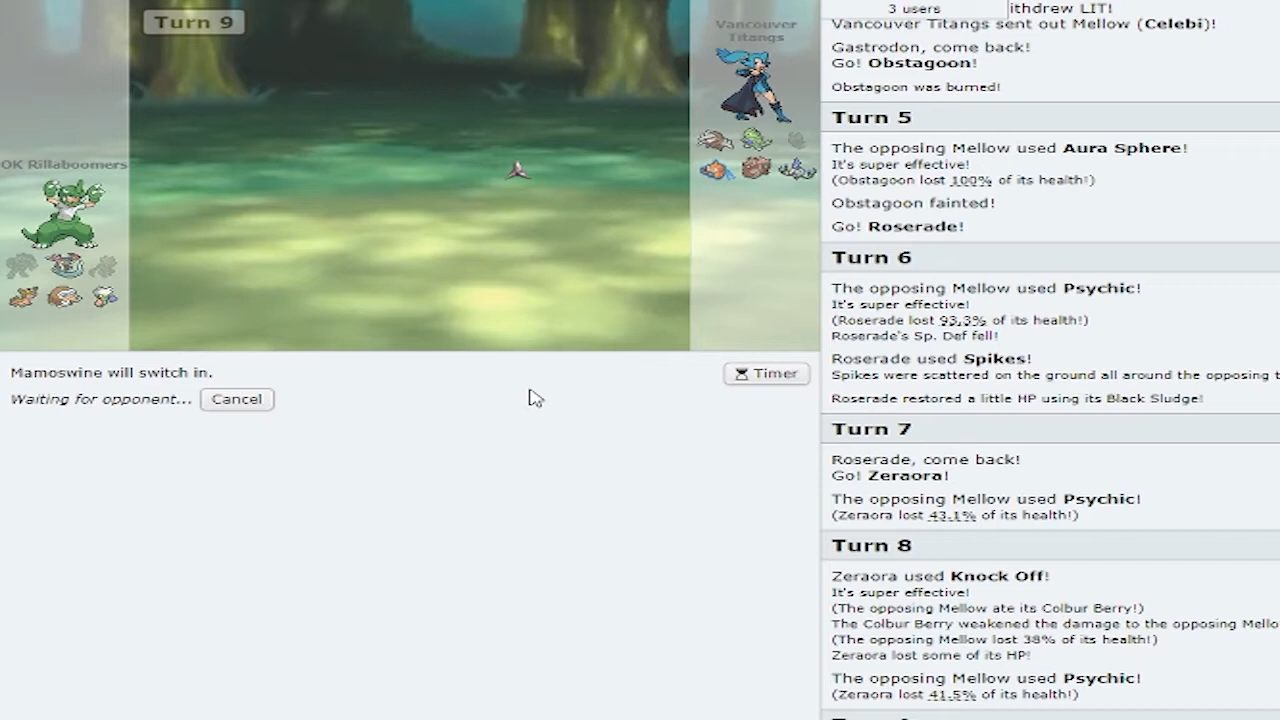 Turn 9
Vancouver
Titangs
OK Rillaboomers
Mamoswine will switch in.
Waiting for opponent... Cancel
Timer
3 users
ithdrew LIT!
Vancouver Titangs sent out Mellow (Celebi)!
Gastrodon, come back!
Go! Obstagoon!
Obstagoon was burned!
Turn 5
The opposing Mellow used Aura Sphere!
It's super effective!
(Obstagoon lost 100% of its health!)
Obstagoon fainted!
Go! Roserade!
Turn 6
The opposing Mellow used Psychic!
It's super effective!
(Roserade lost 93.3% of its health!)
Roserade's Sp. Def fell!
Roserade used Spikes!
Spikes were scattered on the ground all around the opposing t
Roserade restored a little HP using its Black Sludge!
Turn 7
Roserade, come back!
Go! Zeraora!
The opposing Mellow used Psychic!
(Zeraora lost 43.1% of its health!)
Turn 8
Zeraora used Knock Off!
It's super effective!
(The opposing Mellow ate its Colbur Berry!)
The Colbur Berry weakened the damage to the opposing Mello
(The opposing Mellow lost 38% of its health!)
Zeraora lost some of its HP!
The opposing Mellow used Psychic!
(Zeraora lost 41.5% of its health!)